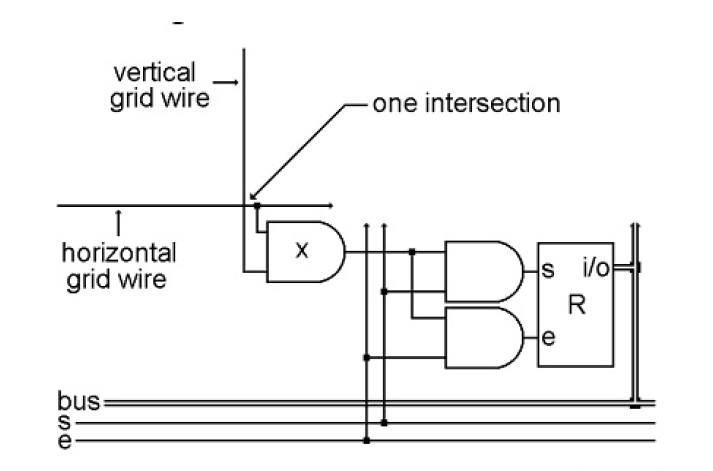 vertical
grid wire
one intersection
horizontal
grid wire
X
s
i/o
R
e
bus
s
e